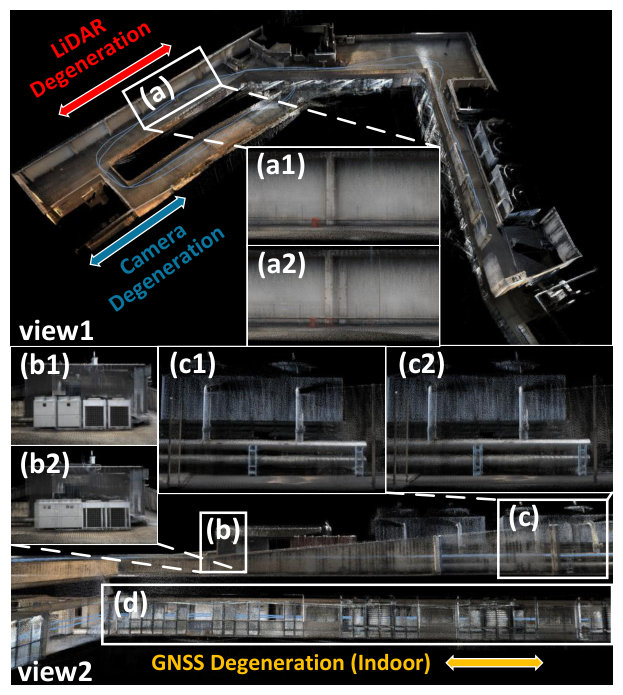 LiDAR
Degeneration
(a)
(a1)
(a2)
Camera
Degeneration
view1
(b1)
(c1)
(c2)
(b2)
(b)
(c)
(d)
GNSS Degeneration (Indoor)
view2